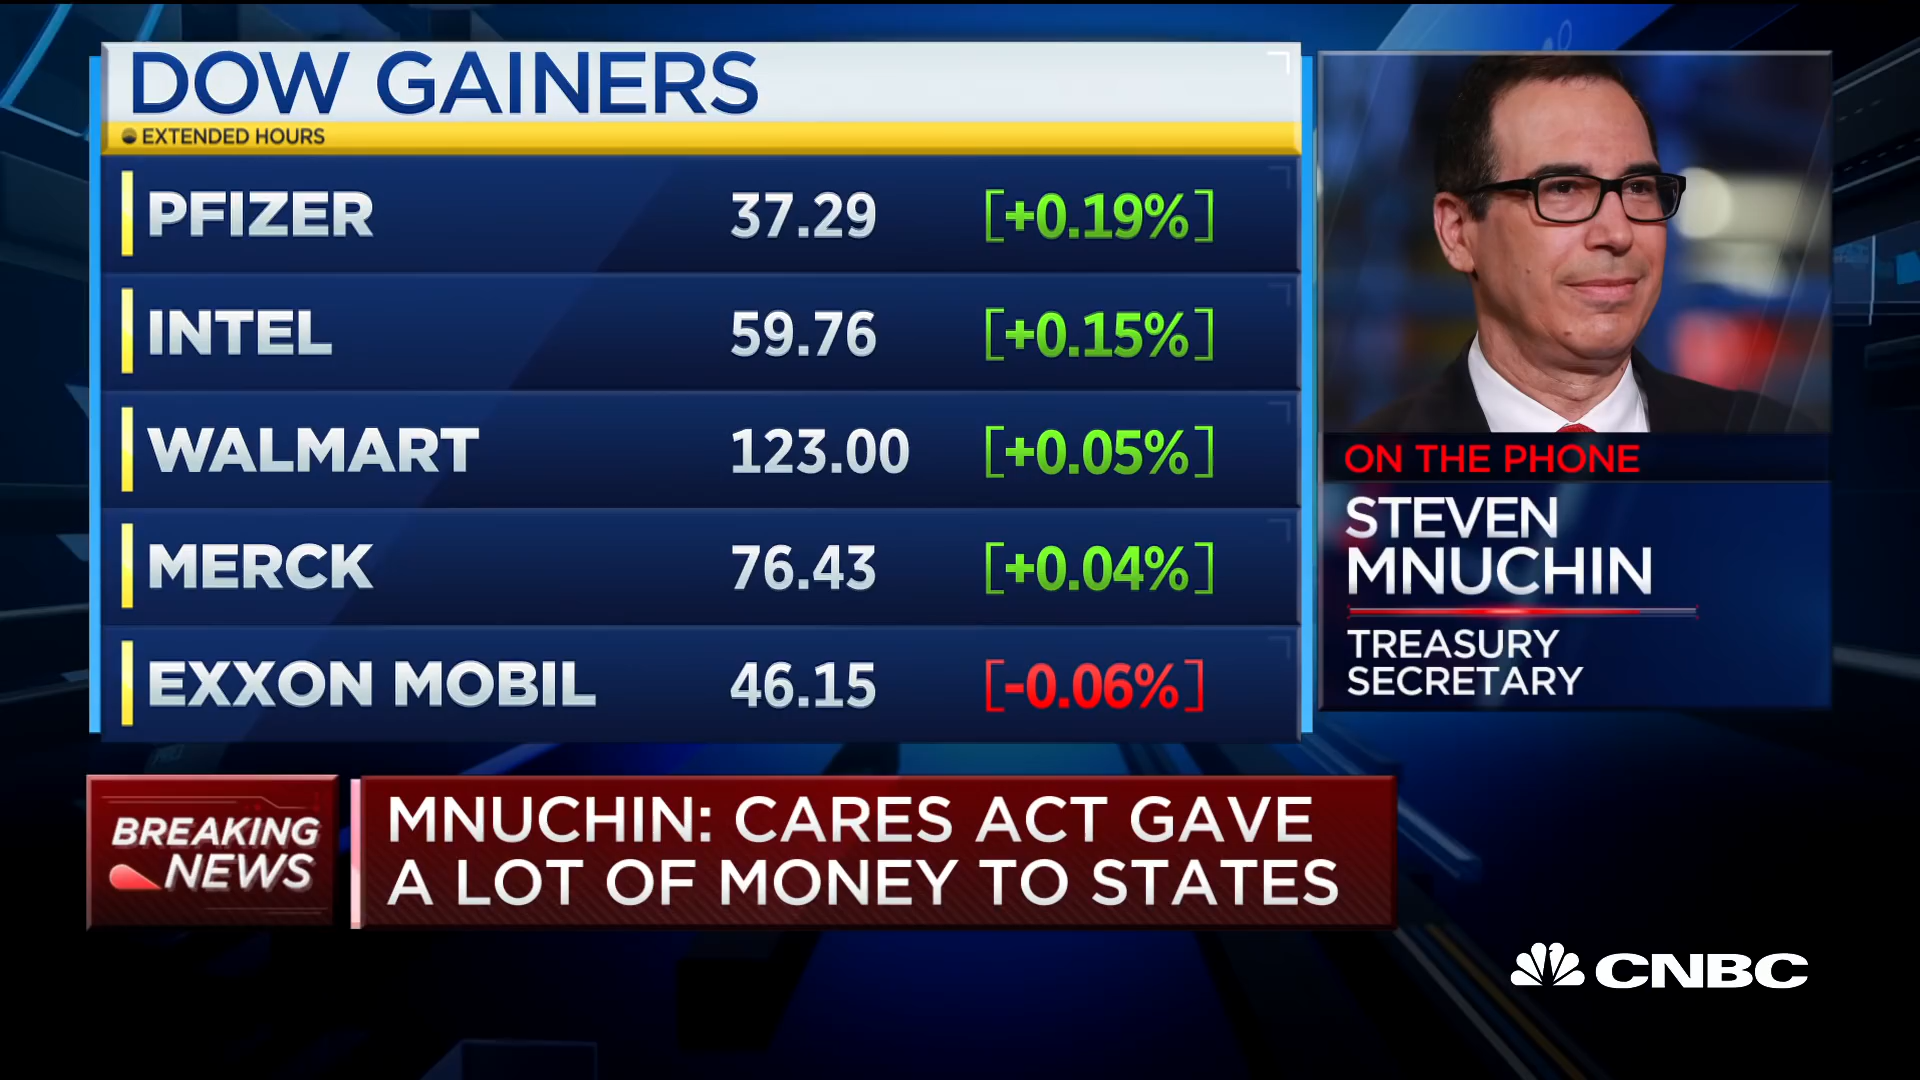 DOW GAINERS
EXTENDED HOURS
PFIZER 37.29 [+0.19%]
INTEL 59.76 [+0.15%]
WALMART 123.00 [+0.05%]
MERCK 76.43 [+0.04%]
EXXON MOBIL 46.15 [-0.06%]
ON THE PHONE
STEVEN
MNUCHIN
TREASURY
SECRETARY
BREAKING
NEWS
MNUCHIN: CARES ACT GAVE
A LOT OF MONEY TO STATES
CNBC